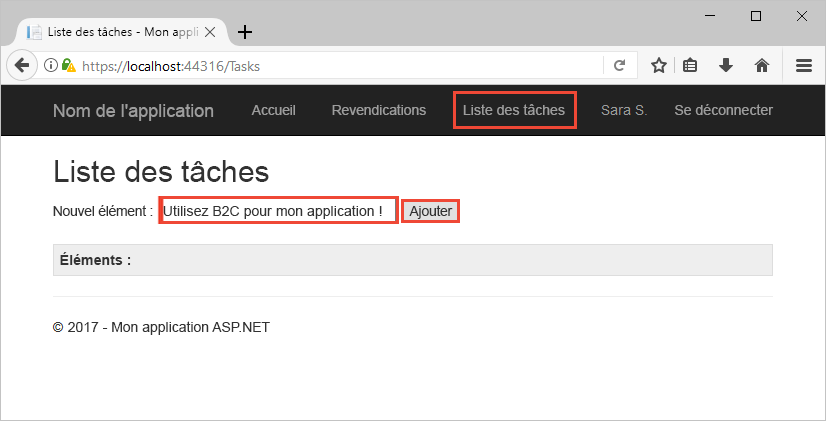 Liste des tâches - Mon appli
https://localhost:44316/Tasks
Nom de l'application Accueil Revendications Liste des tâches Sara S. Se déconnecter
Liste des tâches
Nouvel élément : Utilisez B2C pour mon application ! Ajouter
Éléments :
© 2017 - Mon application ASP.NET